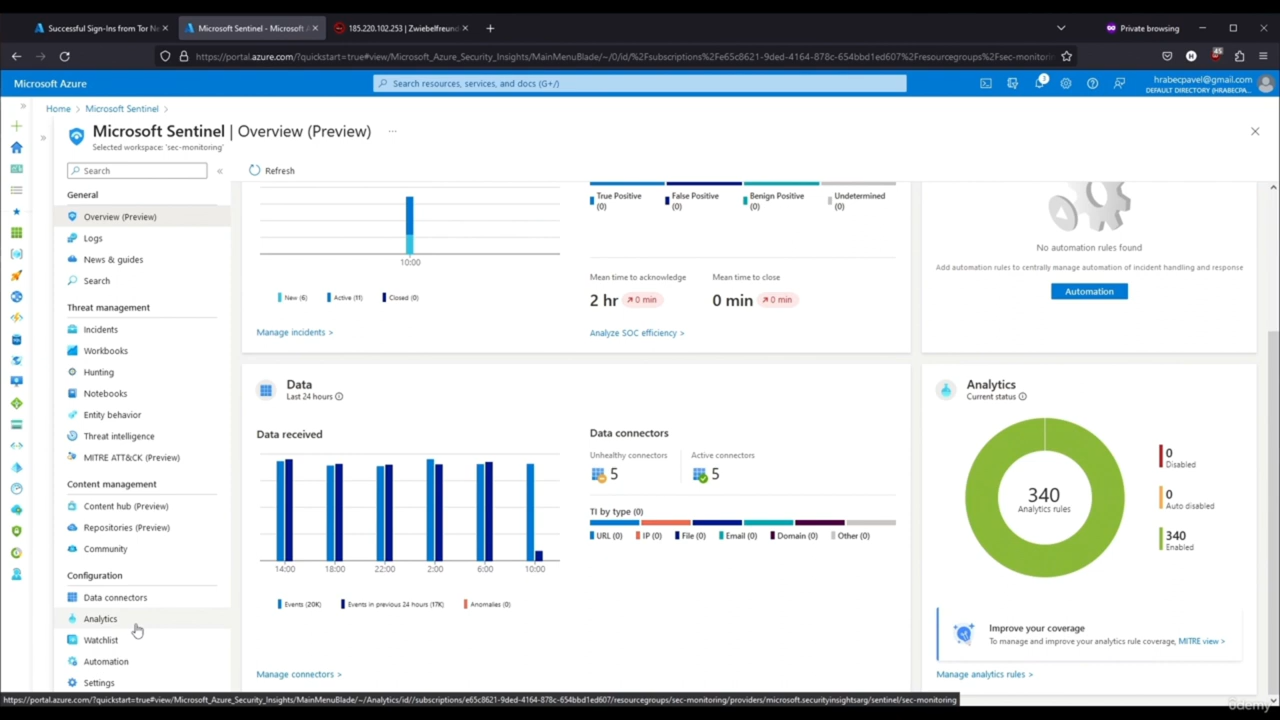 Successful Sign-Ins from Tor Ne
Microsoft Sentinel - Microsoft A
185.220.102.253 | Zwiebelfreund
Private browsing
https://portal.azure.com/?quickstart=true#view/Microsoft_Azure_Security_Insights/MainMenuBlade/~/0/id/%2Fsubscriptions%2Fe65c8621-9ded-4164-878c-654bbd1ed607%2Fresourcegroups%2Fsec-monitorin
45
Microsoft Azure
Search resources, services, and docs (G+/)
1
hrabecpavel@gmail.com
DEFAULT DIRECTORY (HRABECPA...
Home > Microsoft Sentinel >
Microsoft Sentinel | Overview (Preview) ...
Selected workspace: 'sec-monitoring'
Search
Refresh
General
Overview (Preview)
Logs
News & guides
Search
Threat management
Incidents
Workbooks
Hunting
Notebooks
Entity behavior
Threat intelligence
MITRE ATT&CK (Preview)
Content management
Content hub (Preview)
Repositories (Preview)
Community
Configuration
Data connectors
Analytics
Watchlist
Automation
Settings
10:00
New (6) Active (11) Closed (0)
Manage incidents >
True Positive (0)
False Positive (0)
Benign Positive (0)
Undetermined (0)
Mean time to acknowledge
2 hr 0 min
Mean time to close
0 min 0 min
Analyze SOC efficiency >
No automation rules found
Add automation rules to centrally manage automation of incident handling and response
Automation
Data
Last 24 hours
Data received
14:00 18:00 22:00 2:00 6:00 10:00
Events (20K) Events in previous 24 hours (17K) Anomalies (0)
Manage connectors >
Data connectors
Unhealthy connectors
5
Active connectors
5
TI by type (0)
URL (0) IP (0) File (0) Email (0) Domain (0) Other (0)
Analytics
Current status
340
Analytics rules
0
Disabled
0
Auto disabled
340
Enabled
Improve your coverage
To manage and improve your analytics rule coverage, MITRE view >
Manage analytics rules >
https://portal.azure.com/?quickstart=true#view/Microsoft_Azure_Security_Insights/MainMenuBlade/~/Analytics/id//subscriptions/e65c8621-9ded-4164-878c-654bbd1ed607/resourcegroups/sec-monitoring/providers/microsoft.securityinsightsarg/sentinel/sec-monitoring
ûdemy